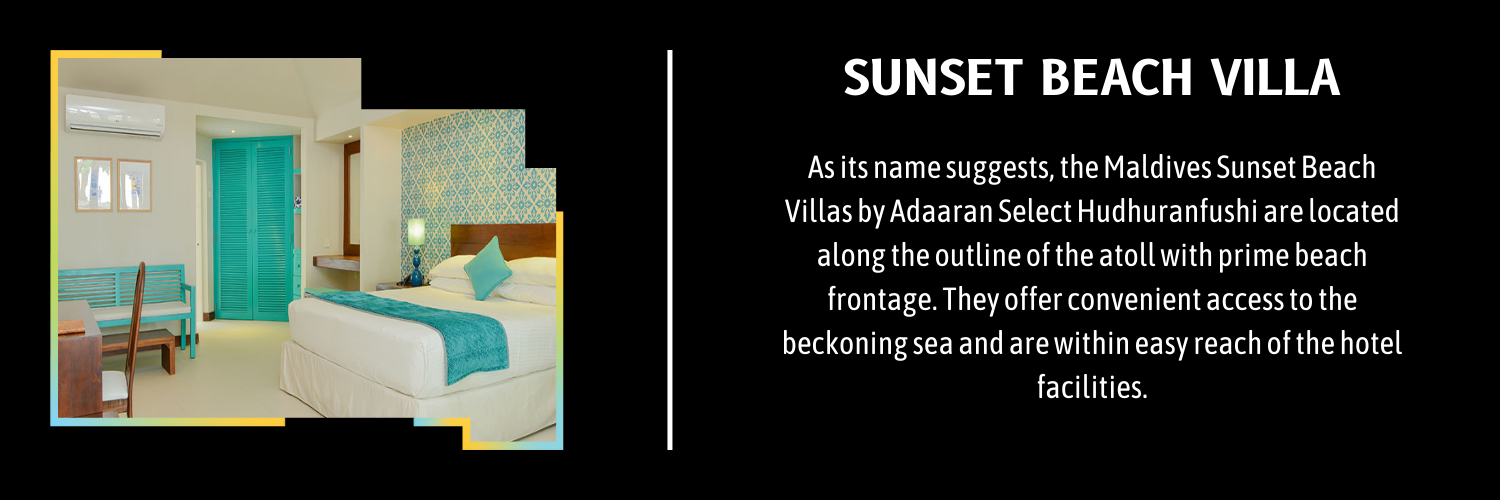 SUNSET BEACH VILLA
As its name suggests, the Maldives Sunset Beach
Villas by Adaaran Select Hudhuranfushi are located
along the outline of the atoll with prime beach
frontage. They offer convenient access to the
beckoning sea and are within easy reach of the hotel
facilities.